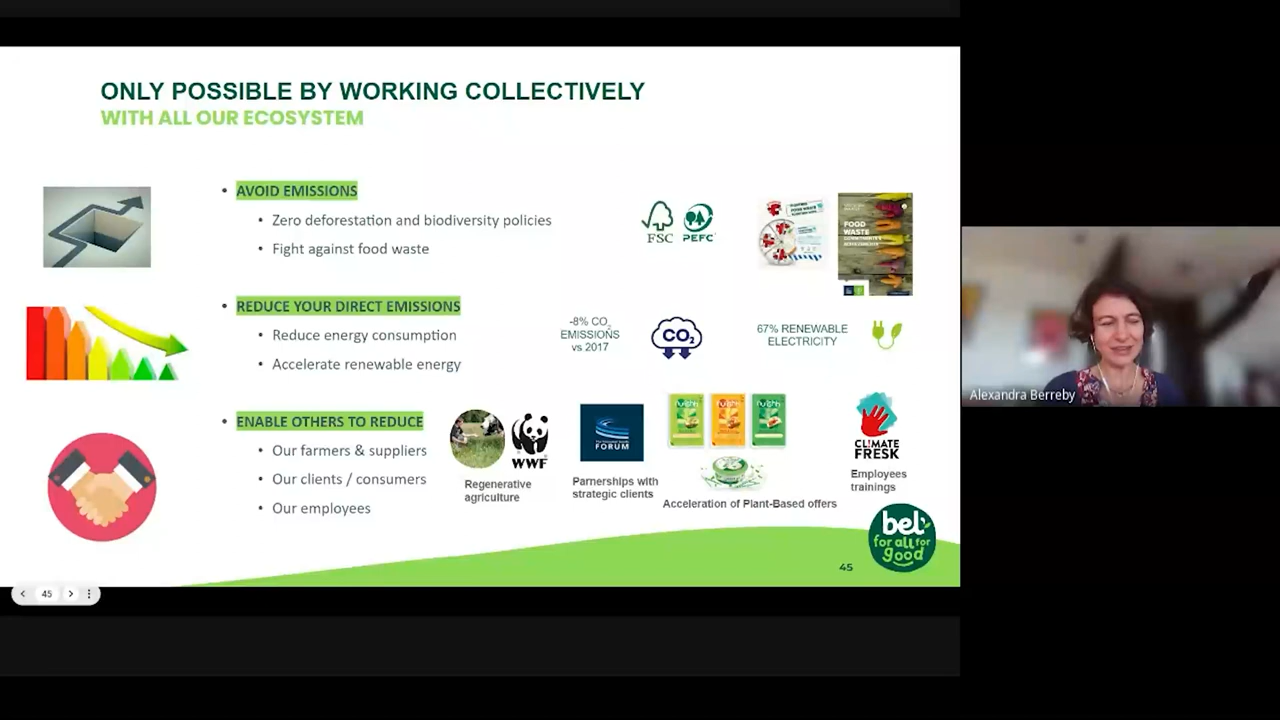 ONLY POSSIBLE BY WORKING COLLECTIVELY
WITH ALL OUR ECOSYSTEM
• AVOID EMISSIONS
• Zero deforestation and biodiversity policies
• Fight against food waste
FSC
PEFC
FOOD
WASTE
• REDUCE YOUR DIRECT EMISSIONS
• Reduce energy consumption
• Accelerate renewable energy
-8% CO2
EMISSIONS
vs 2017
CO2
67% RENEWABLE
ELECTRICITY
• ENABLE OTHERS TO REDUCE
• Our farmers & suppliers
• Our clients / consumers
• Our employees
WWF
Regenerative
agriculture
FORUM
Parnerships with
strategic clients
Acceleration of Plant-Based offers
CLIMATE
FRESK
Employees
trainings
bel
for all for
good
45
45
Alexandra Berreby